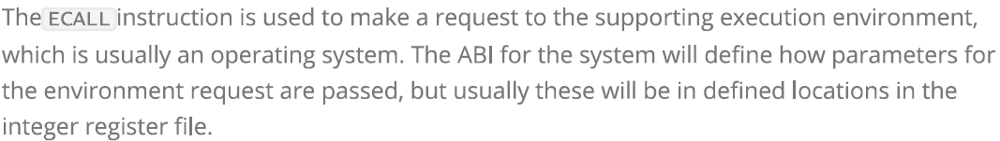 The ECALL instruction is used to make a request to the supporting execution environment,
which is usually an operating system. The ABI for the system will define how parameters for
the environment request are passed, but usually these will be in defined locations in the
integer register file.